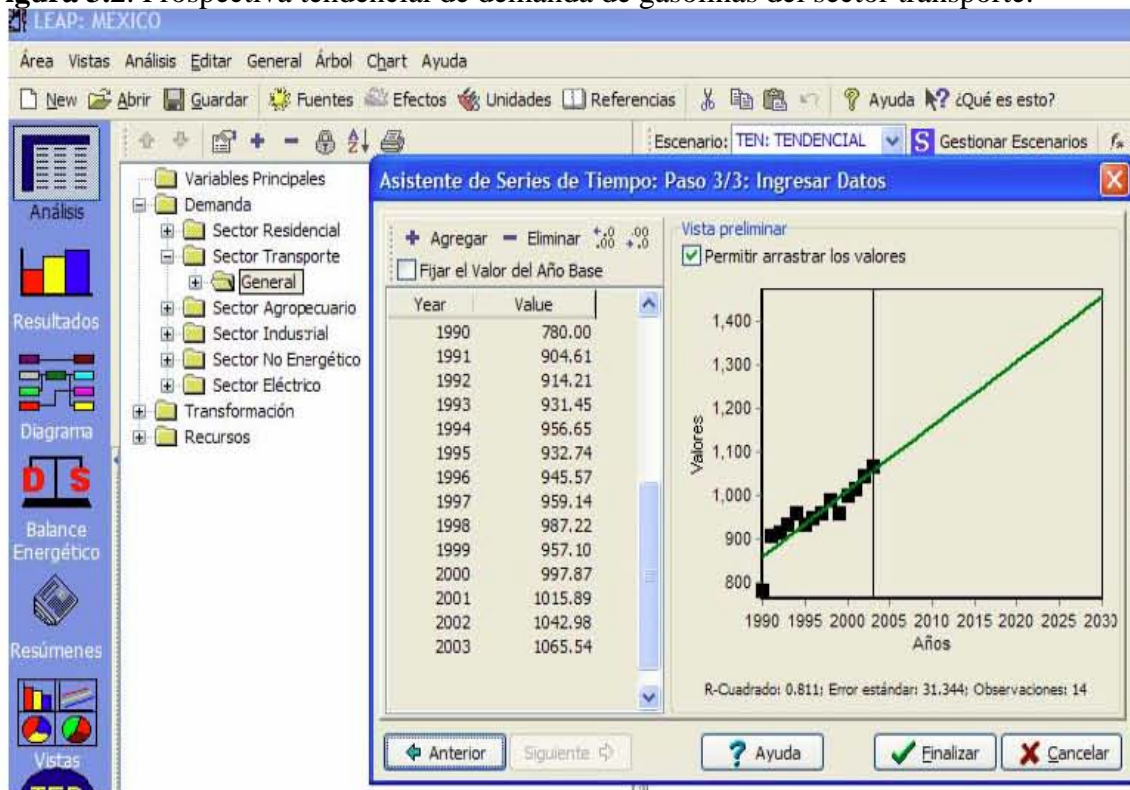 Figura 3.2. Prospectiva tendencial de demanda de gasolinas del sector transporte.
LEAP: MEXICO
Área Vistas Análisis Editar General Árbol Chart Ayuda
New Abrir Guardar Fuentes Efectos Unidades Referencias Ayuda ¿Qué es esto?
Escenario: TEN: TENDENCIAL S Gestionar Escenarios
Análisis
Resultados
Diagrama
Balance
Energético
Resúmenes
Vistas
Variables Principales
Demanda
Sector Residencial
Sector Transporte
General
Sector Agropecuario
Sector Industrial
Sector No Energético
Sector Eléctrico
Transformación
Recursos
Asistente de Series de Tiempo: Paso 3/3: Ingresar Datos
Agregar Eliminar
Fijar el Valor del Año Base
Year Value
1990 780.00
1991 904.61
1992 914.21
1993 931.45
1994 956.65
1995 932.74
1996 945.57
1997 959.14
1998 987.22
1999 957.10
2000 997.87
2001 1015.89
2002 1042.98
2003 1065.54
Vista preliminar
Permitir arrastrar los valores
Valores
1,400
1,300
1,200
1,100
1,000
900
800
1990 1995 2000 2005 2010 2015 2020 2025 2030
Años
R-Cuadrado: 0.811; Error estándar: 31.344; Observaciones: 14
Anterior Siguiente Ayuda Finalizar Cancelar